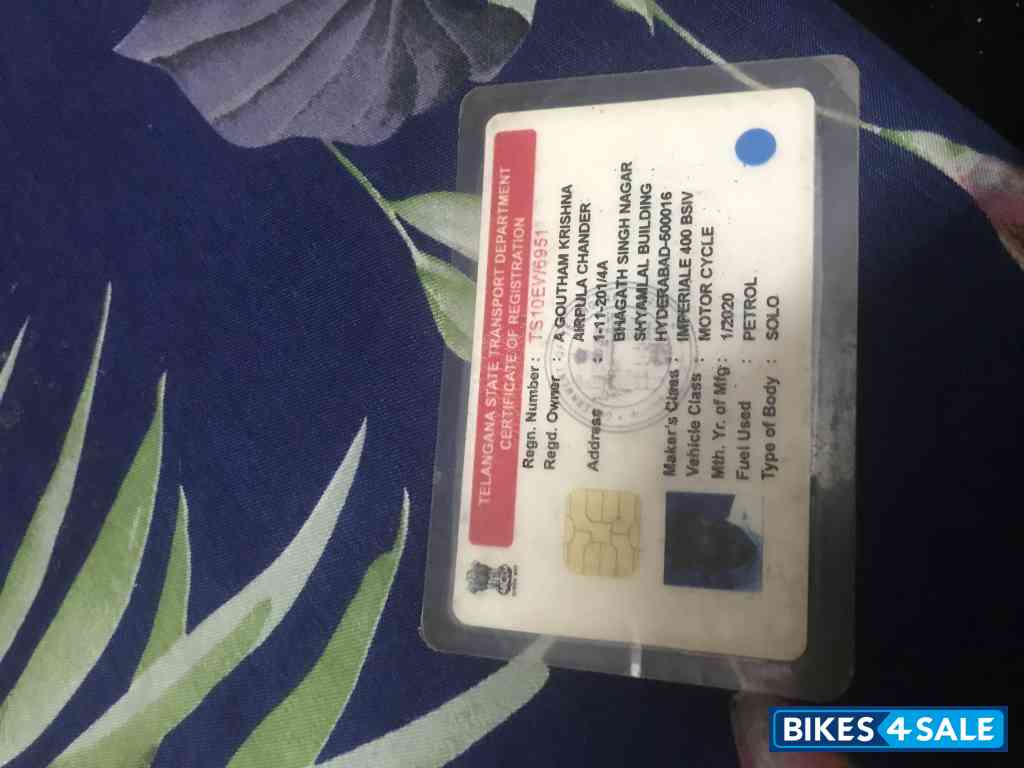 TELANGANA STATE TRANSPORT DEPARTMENT
CERTIFICATE OF REGISTRATION
Regn. Number : TS10EV/6951
Regd. Owner : A GOUTHAM KRISHNA
AIRPULA CHANDER
Address : 1-11-201/4A
BHAGATH SINGH NAGAR
SHYAMLAL BUILDING
HYDERABAD-500016
Maker's Class : IMPERIALE 400 BSIV
Vehicle Class : MOTOR CYCLE
Mth. Yr. of Mfg : 1/2020
Fuel Used : PETROL
Type of Body : SOLO
BIKES4SALE